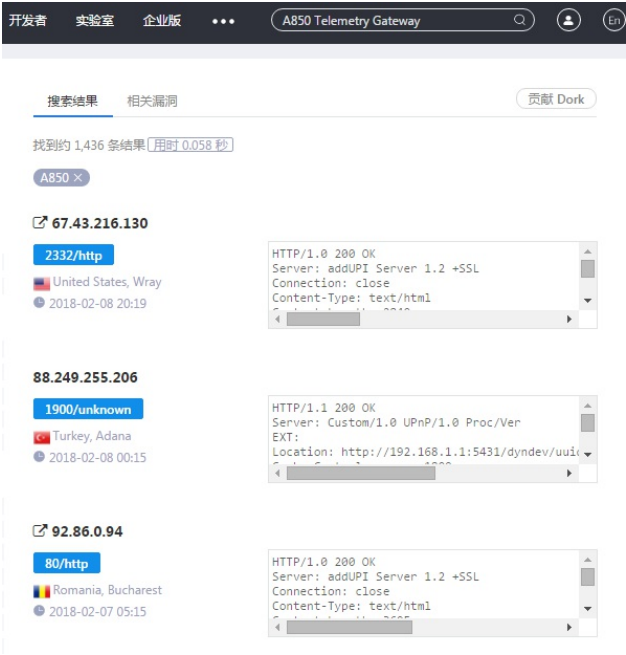 开发者 实验室 企业版 ••• A850 Telemetry Gateway En
搜索结果 相关漏洞 贡献 Dork
找到约 1,436 条结果 用时 0.058 秒
A850 ×
67.43.216.130
2332/http
United States, Wray
2018-02-08 20:19
HTTP/1.0 200 OK
Server: addUPI Server 1.2 +SSL
Connection: close
Content-Type: text/html
88.249.255.206
1900/unknown
Turkey, Adana
2018-02-08 00:15
HTTP/1.1 200 OK
Server: Custom/1.0 UPnP/1.0 Proc/Ver
EXT:
Location: http://192.168.1.1:5431/dyndev/uuid
92.86.0.94
80/http
Romania, Bucharest
2018-02-07 05:15
HTTP/1.0 200 OK
Server: addUPI Server 1.2 +SSL
Connection: close
Content-Type: text/html